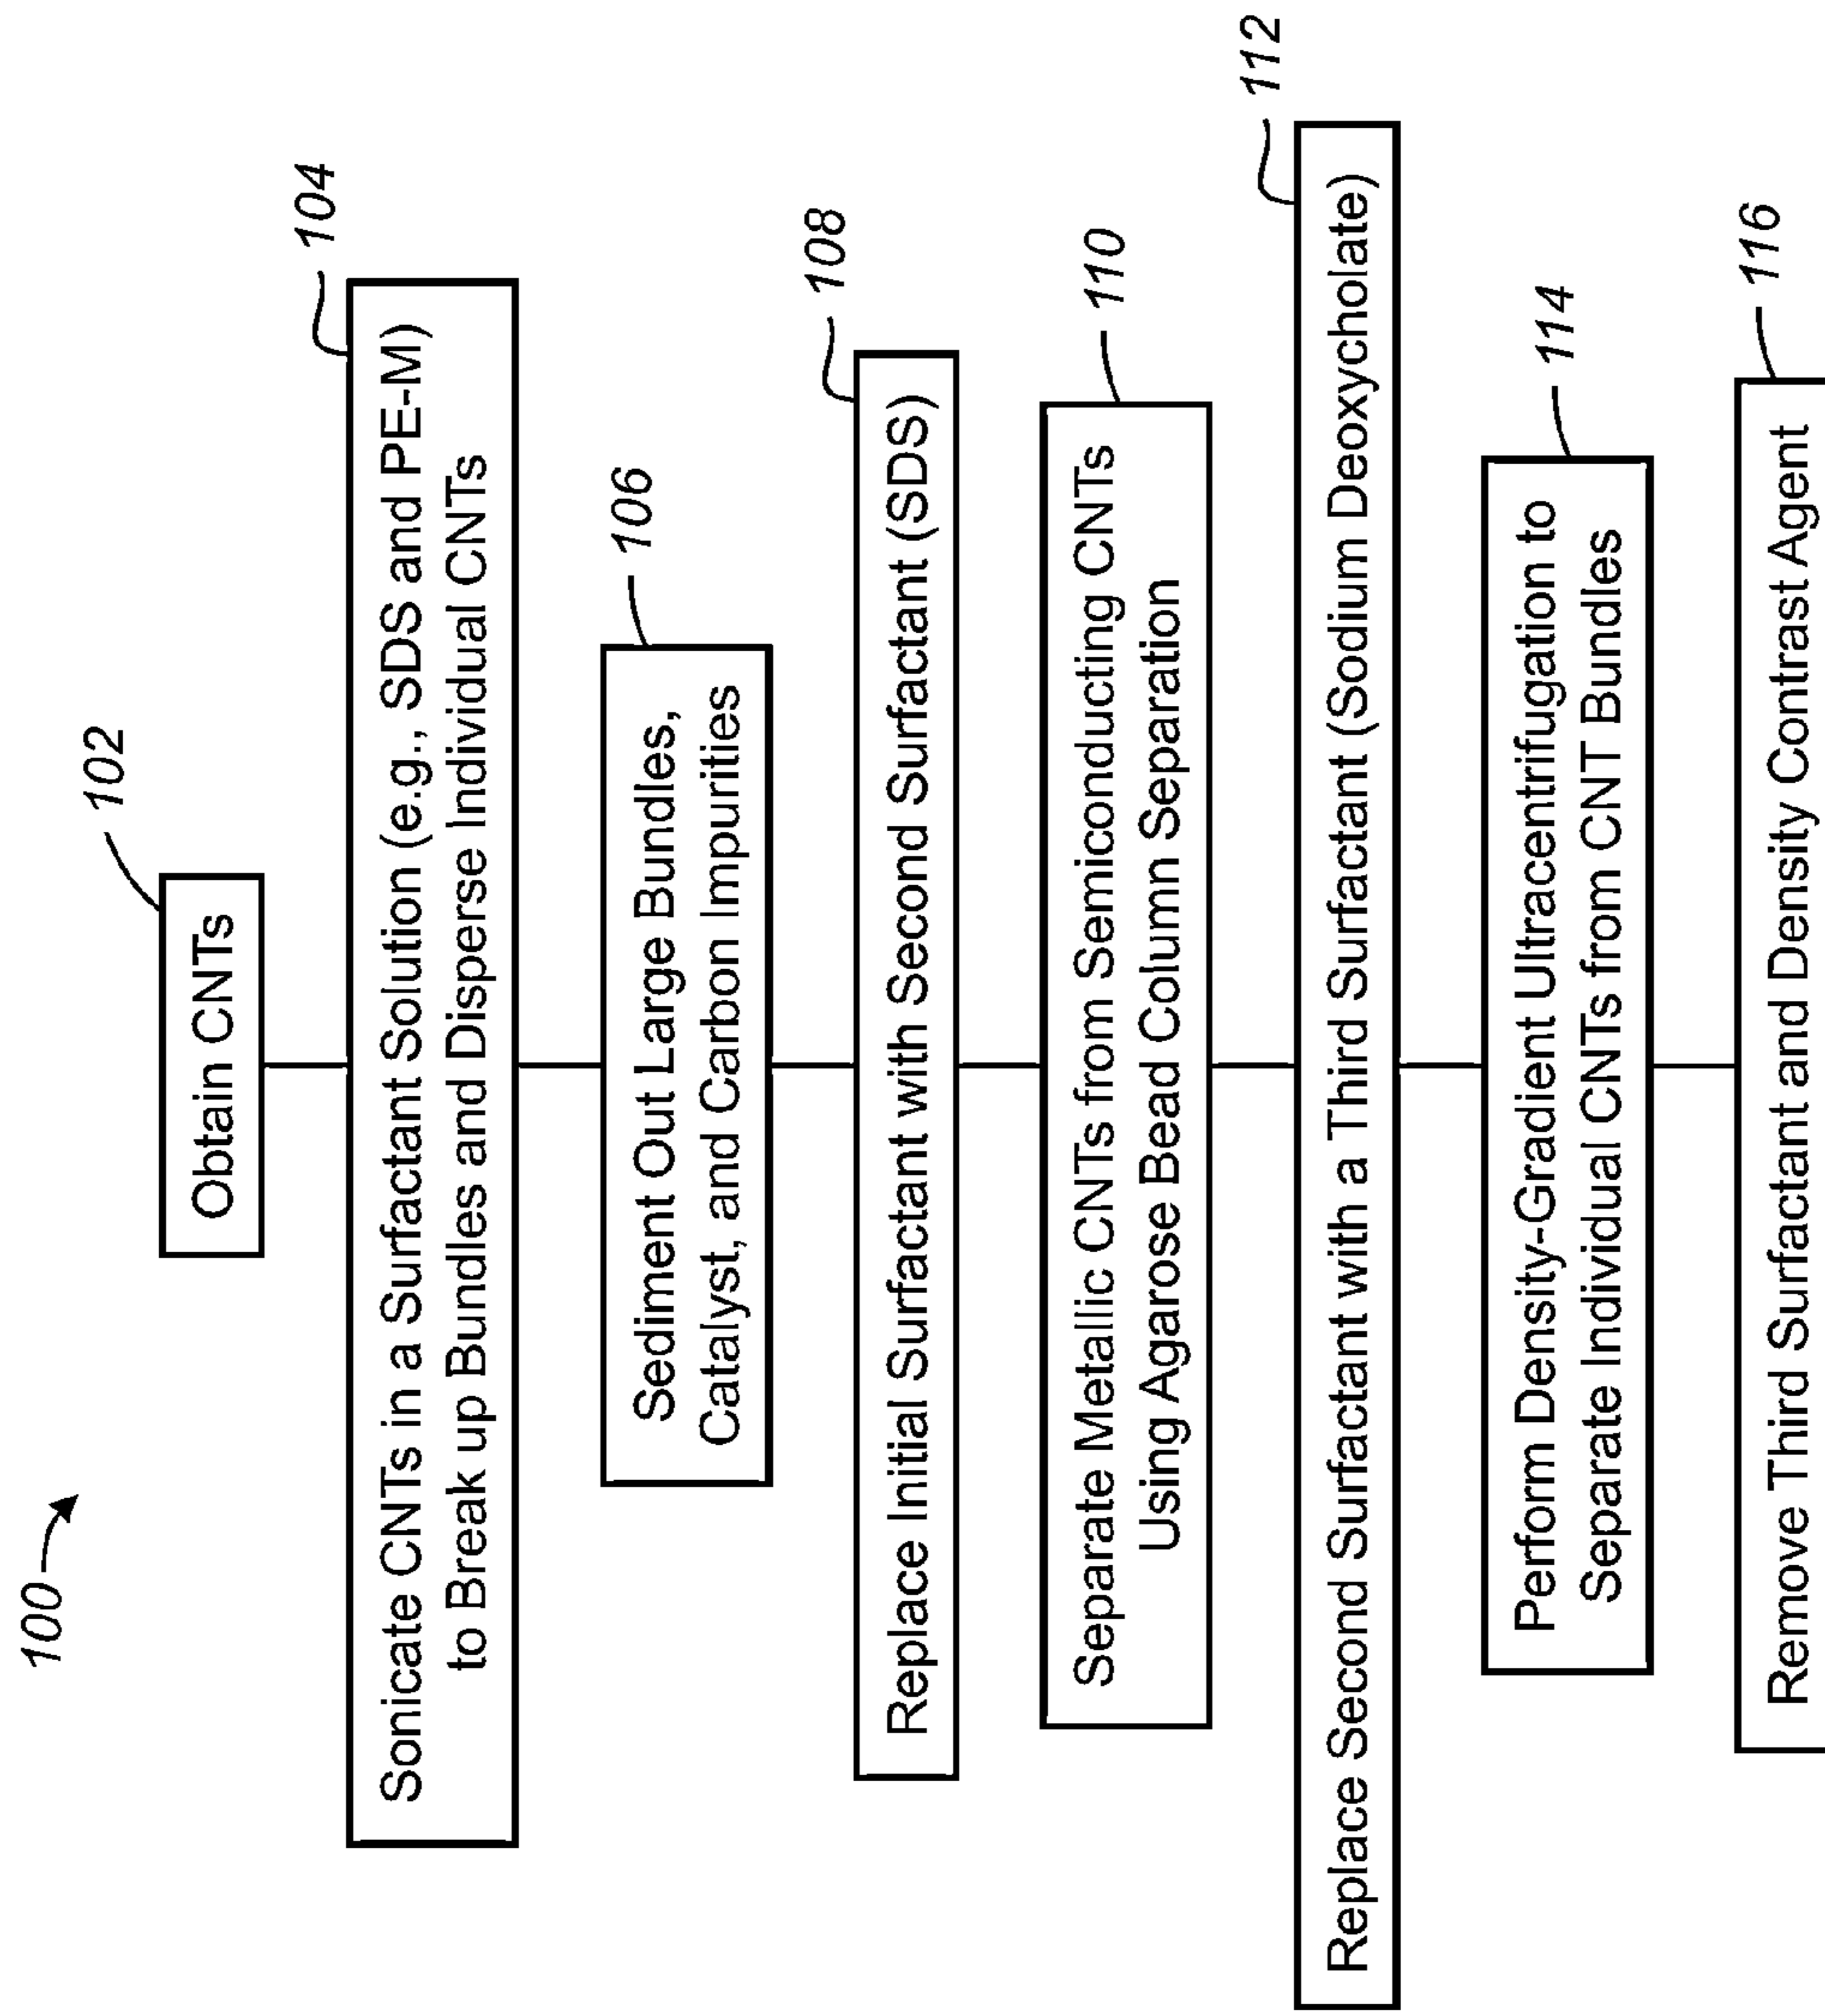 100
102
Obtain CNTs
104
Sonicate CNTs in a Surfactant Solution (e.g., SDS and PE-M)
to Break up Bundles and Disperse Individual CNTs
106
Sediment Out Large Bundles,
Catalyst, and Carbon Impurities
108
Replace Initial Surfactant with Second Surfactant (SDS)
110
Separate Metallic CNTs from Semiconducting CNTs
Using Agarose Bead Column Separation
112
Replace Second Surfactant with a Third Surfactant (Sodium Deoxycholate)
114
Perform Density-Gradient Ultracentrifugation to
Separate Individual CNTs from CNT Bundles
116
Remove Third Surfactant and Density Contrast Agent